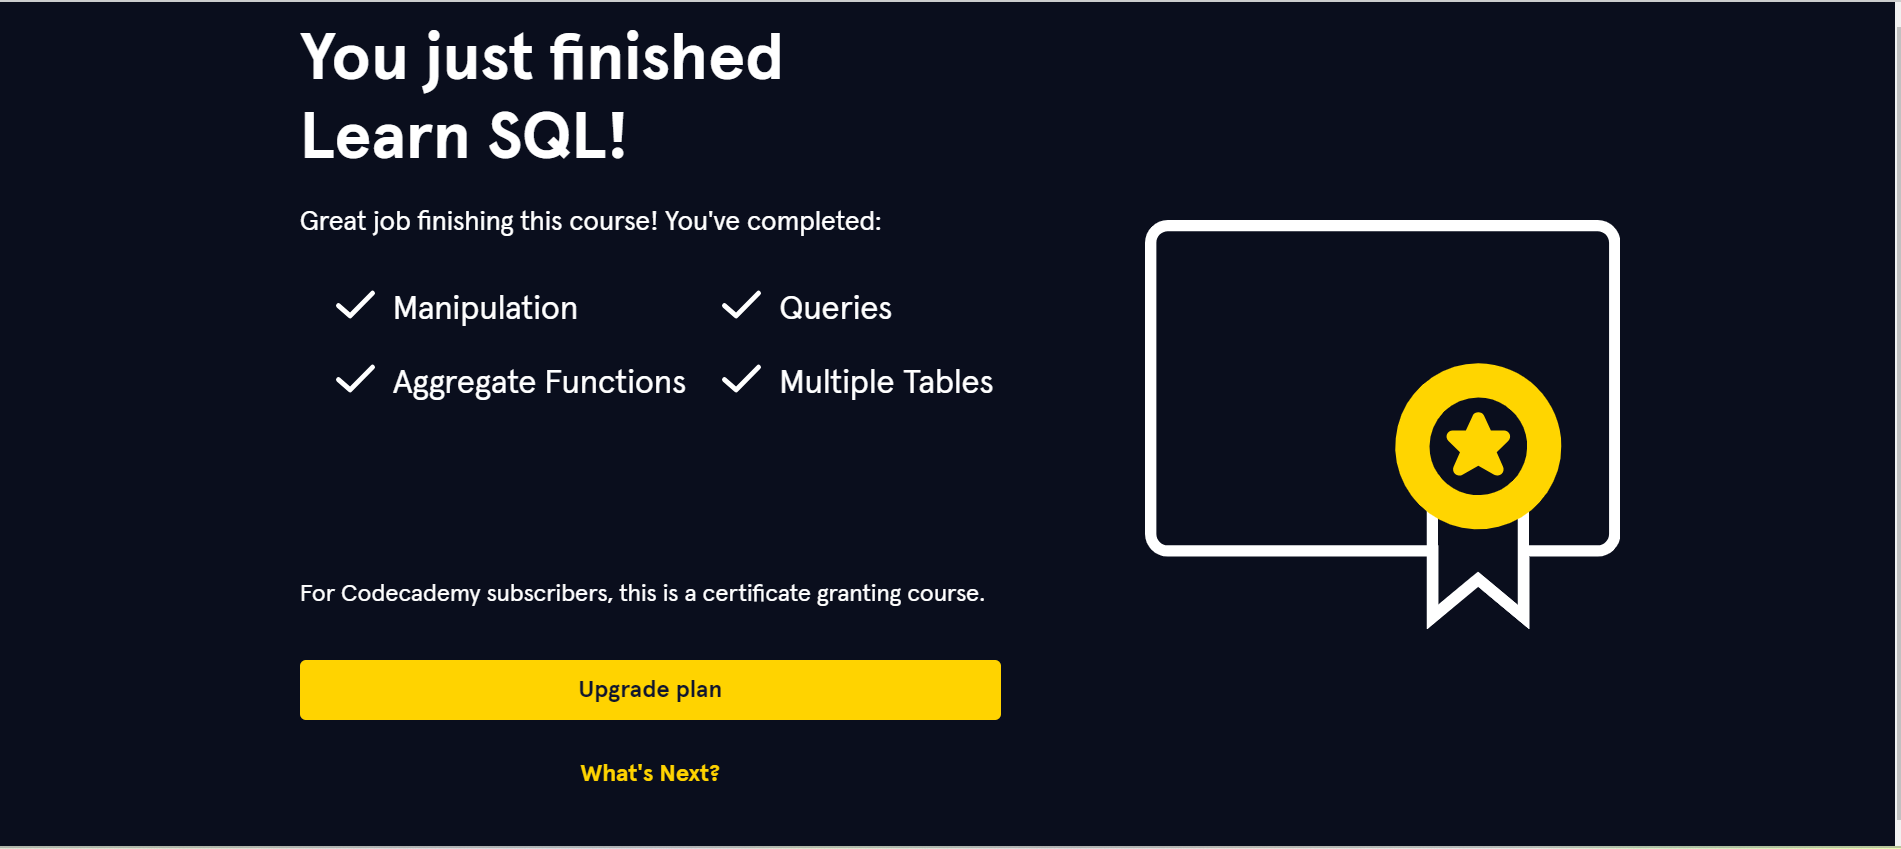 You just finished
Learn SQL!
Great job finishing this course! You've completed:
Manipulation
Queries
Aggregate Functions
Multiple Tables
For Codecademy subscribers, this is a certificate granting course.
Upgrade plan
What's Next?